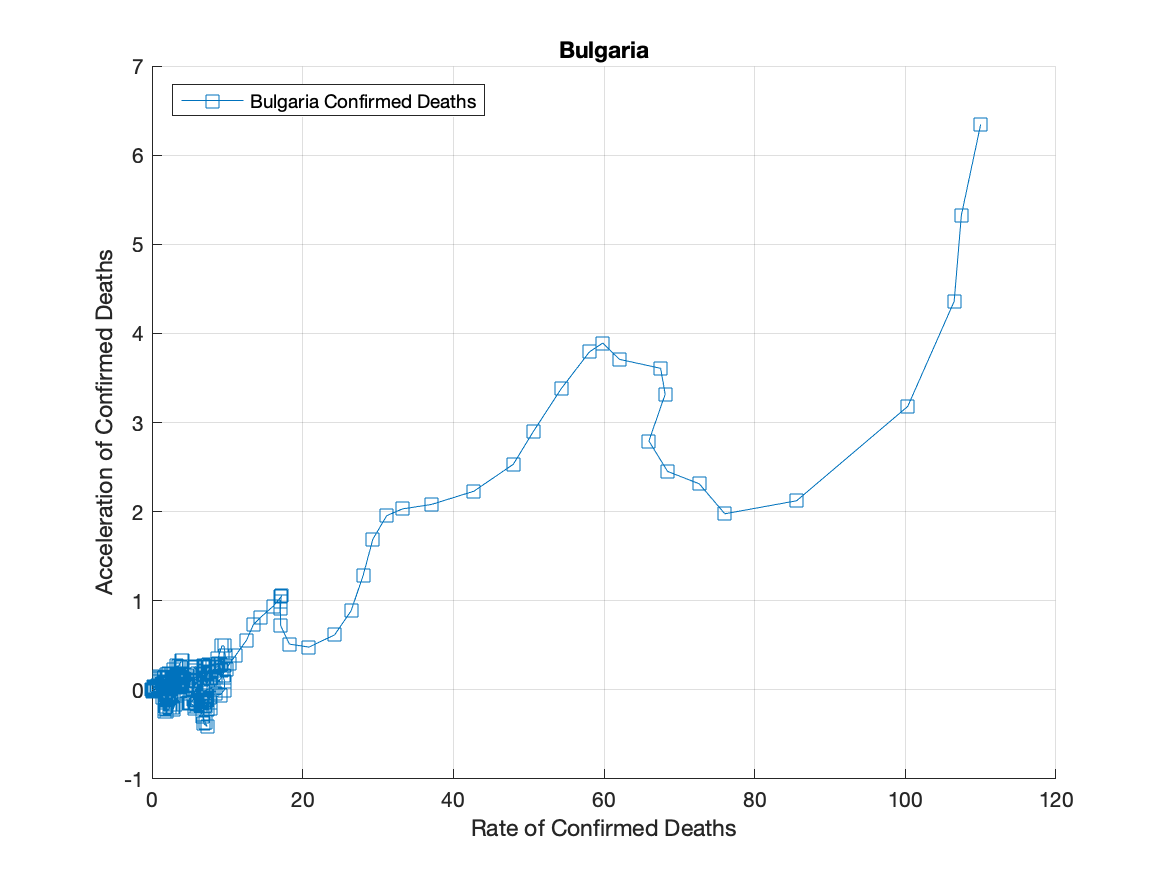 Bulgaria
Bulgaria Confirmed Deaths
7
6
5
4
3
2
1
0
-1
Acceleration of Confirmed Deaths
0 20 40 60 80 100 120
Rate of Confirmed Deaths